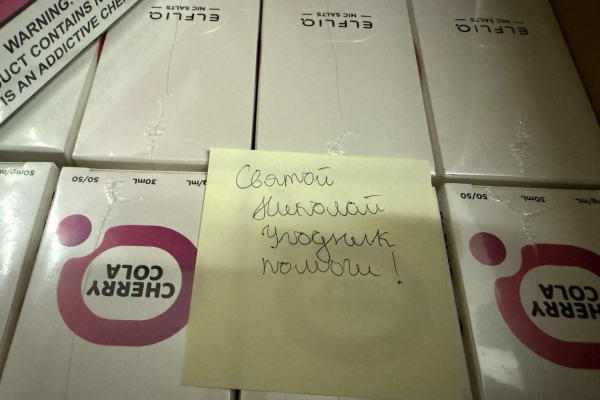 WARNING:
UCT CONTAINS N
IS AN ADDICTIVE CHE
ELFLIQ
— NIC SALTS —
ELFLIQ
— NIC SALTS —
ELFLIQ
— NIC SALTS —
50mg/ml
50/50
30mL
g/mL
50/50
30mL
CHERRY
COLA
CHERRY
COLA
Святой
Николай
Угодник
помоги!